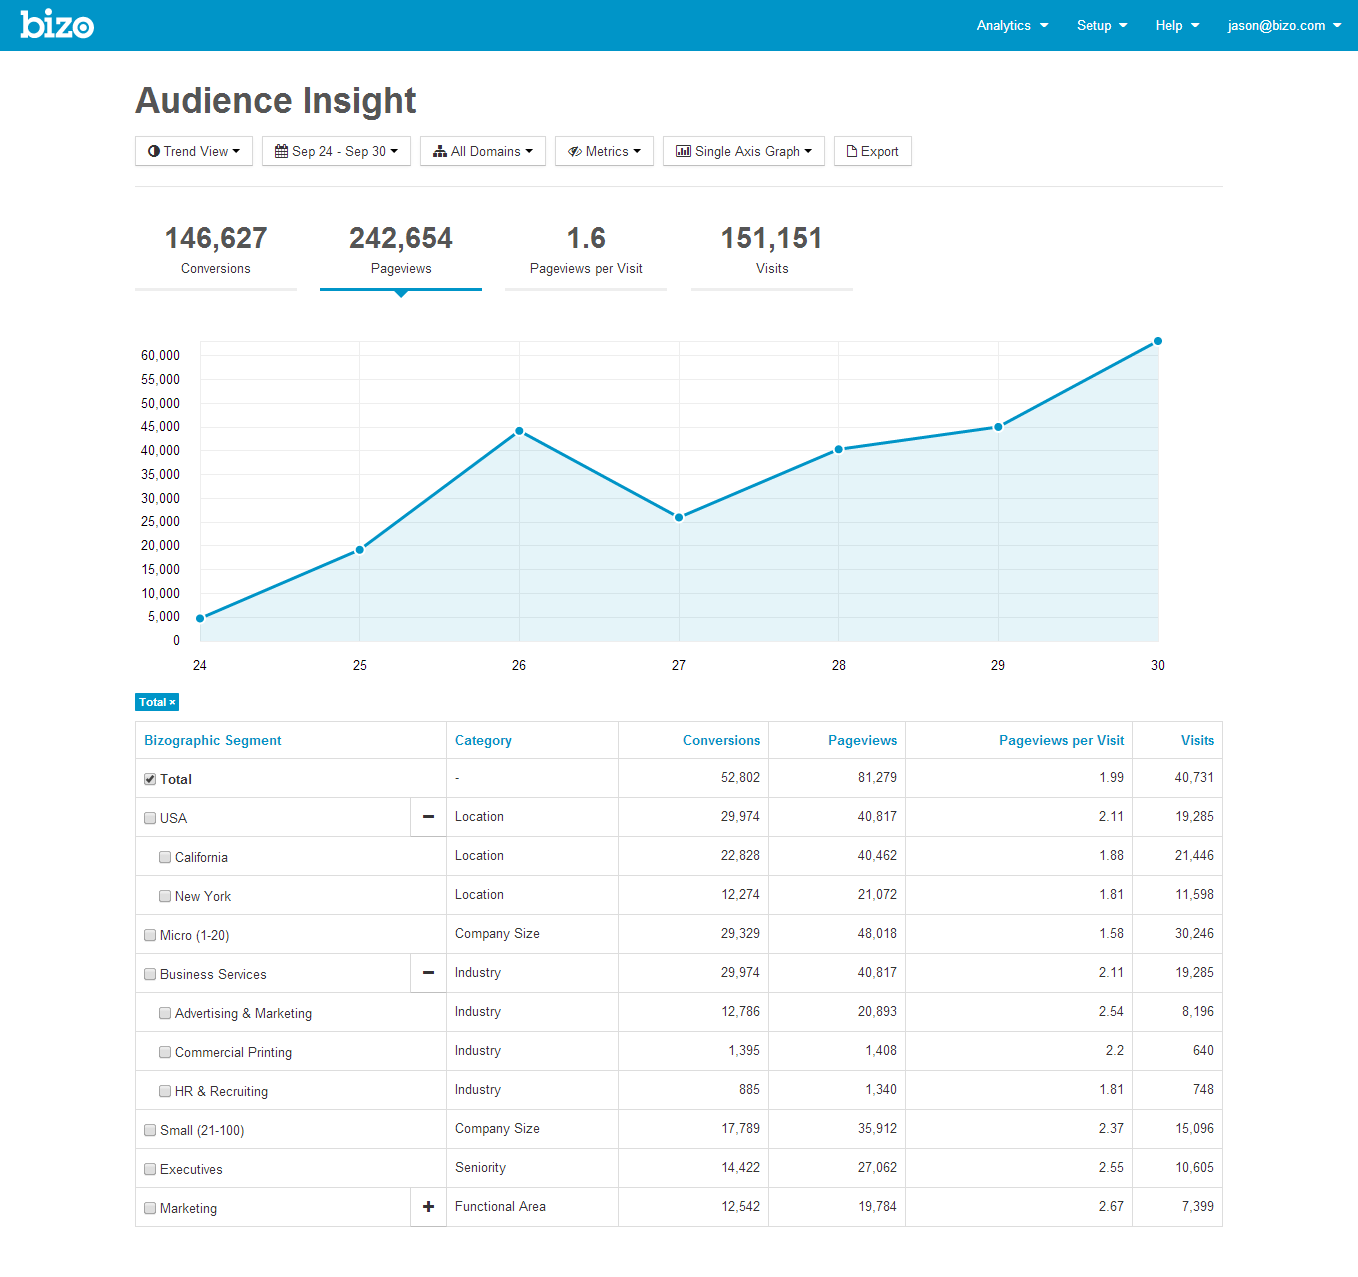 bizo
Analytics Setup Help jason@bizo.com
Audience Insight
Trend View Sep 24 - Sep 30 All Domains Metrics Single Axis Graph Export
146,627 242,654 1.6 151,151
Conversions Pageviews Pageviews per Visit Visits
60,000
55,000
50,000
45,000
40,000
35,000
30,000
25,000
20,000
15,000
10,000
5,000
0
24 25 26 27 28 29 30
Total ×
Bizographic Segment Category Conversions Pageviews Pageviews per Visit Visits
Total - 52,802 81,279 1.99 40,731
USA − Location 29,974 40,817 2.11 19,285
California Location 22,828 40,462 1.88 21,446
New York Location 12,274 21,072 1.81 11,598
Micro (1-20) Company Size 29,329 48,018 1.58 30,246
Business Services − Industry 29,974 40,817 2.11 19,285
Advertising & Marketing Industry 12,786 20,893 2.54 8,196
Commercial Printing Industry 1,395 1,408 2.2 640
HR & Recruiting Industry 885 1,340 1.81 748
Small (21-100) Company Size 17,789 35,912 2.37 15,096
Executives Seniority 14,422 27,062 2.55 10,605
Marketing + Functional Area 12,542 19,784 2.67 7,399